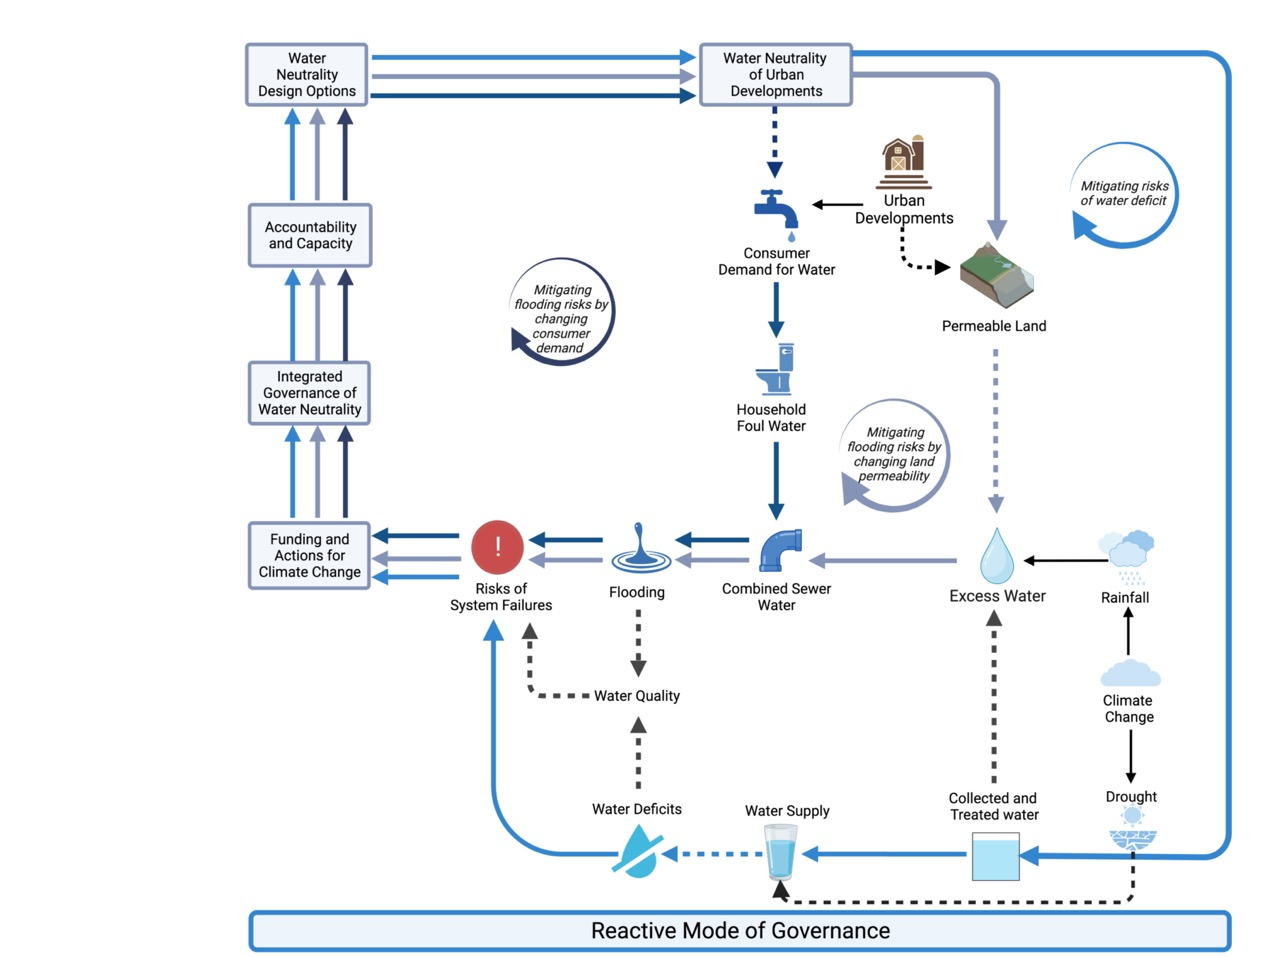 Water
Neutrality
Design Options
Water Neutrality
of Urban
Developments
Urban
Developments
Mitigating risks
of water deficit
Accountability
and Capacity
Consumer
Demand for Water
Mitigating
flooding risks by
changing
consumer
demand
Permeable Land
Integrated
Governance of
Water Neutrality
Household
Foul Water
Mitigating
flooding risks by
changing land
permeability
Funding and
Actions for
Climate Change
!
Risks of
System Failures
Flooding
Combined Sewer
Water
Excess Water
Rainfall
Water Quality
Climate
Change
Water Deficits
Water Supply
Collected and
Treated water
Drought
Reactive Mode of Governance